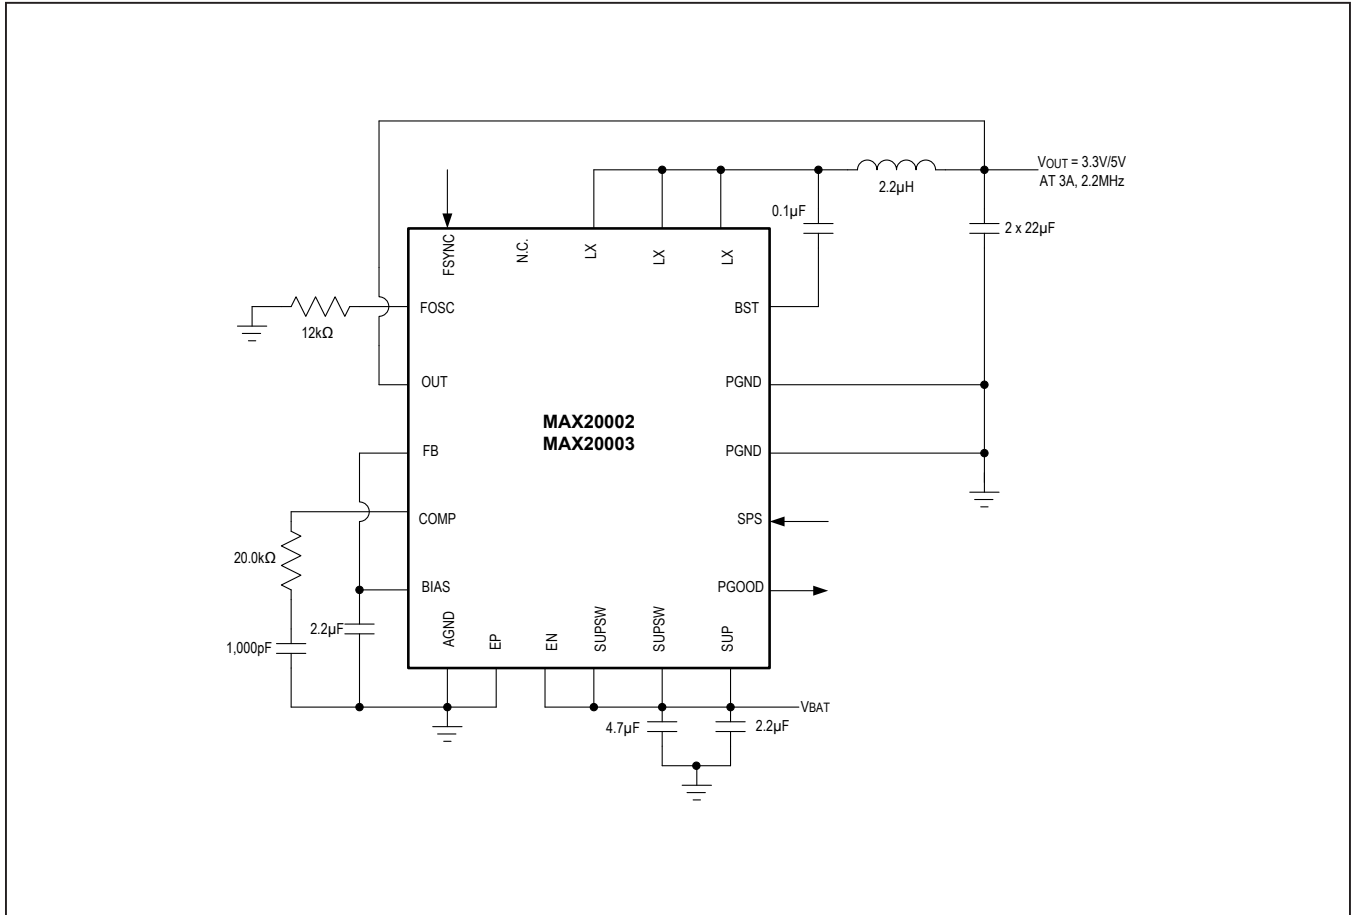 VOUT = 3.3V/5V
AT 3A, 2.2MHz
2.2µH
0.1µF
2 x 22µF
FSYNC
N.C.
LX
LX
LX
FOSC
BST
12kΩ
OUT
PGND
MAX20002
MAX20003
FB
PGND
COMP
SPS
20.0kΩ
BIAS
PGOOD
1,000pF
2.2µF
AGND
EP
EN
SUPSW
SUPSW
SUP
VBAT
4.7µF
2.2µF